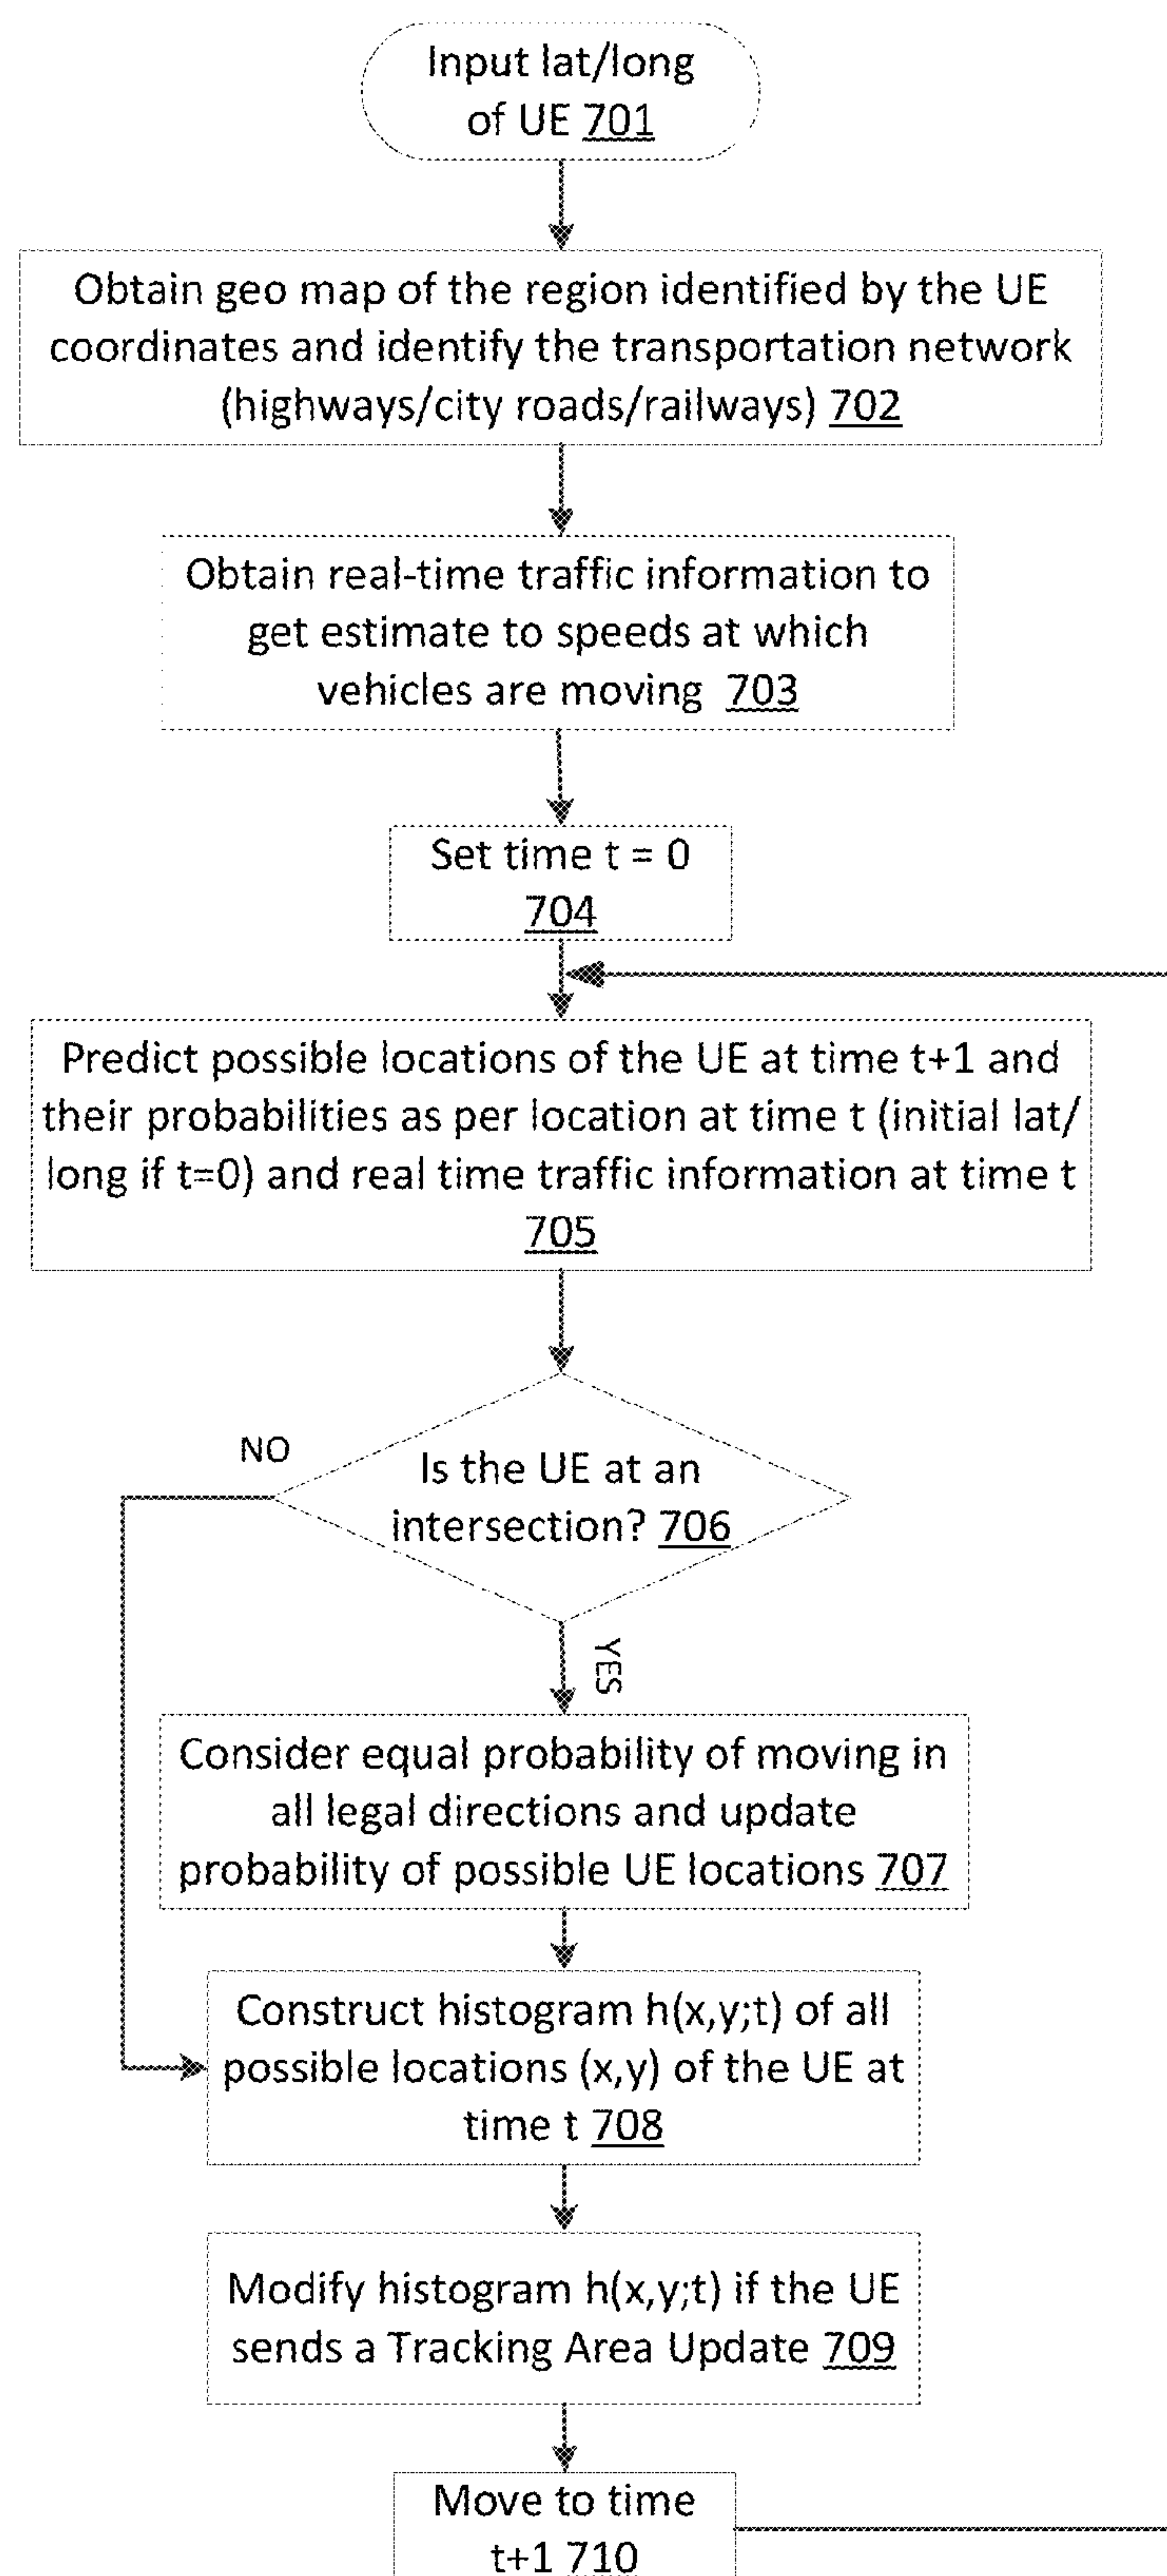 Input lat/long
of UE 701
Obtain geo map of the region identified by the UE
coordinates and identify the transportation network
(highways/city roads/railways) 702
Obtain real-time traffic information to
get estimate to speeds at which
vehicles are moving 703
Set time t = 0
704
Predict possible locations of the UE at time t+1 and
their probabilities as per location at time t (initial lat/
long if t=0) and real time traffic information at time t
705
Is the UE at an
intersection? 706
NO
YES
Consider equal probability of moving in
all legal directions and update
probability of possible UE locations 707
Construct histogram h(x,y;t) of all
possible locations (x,y) of the UE at
time t 708
Modify histogram h(x,y;t) if the UE
sends a Tracking Area Update 709
Move to time
t+1 710